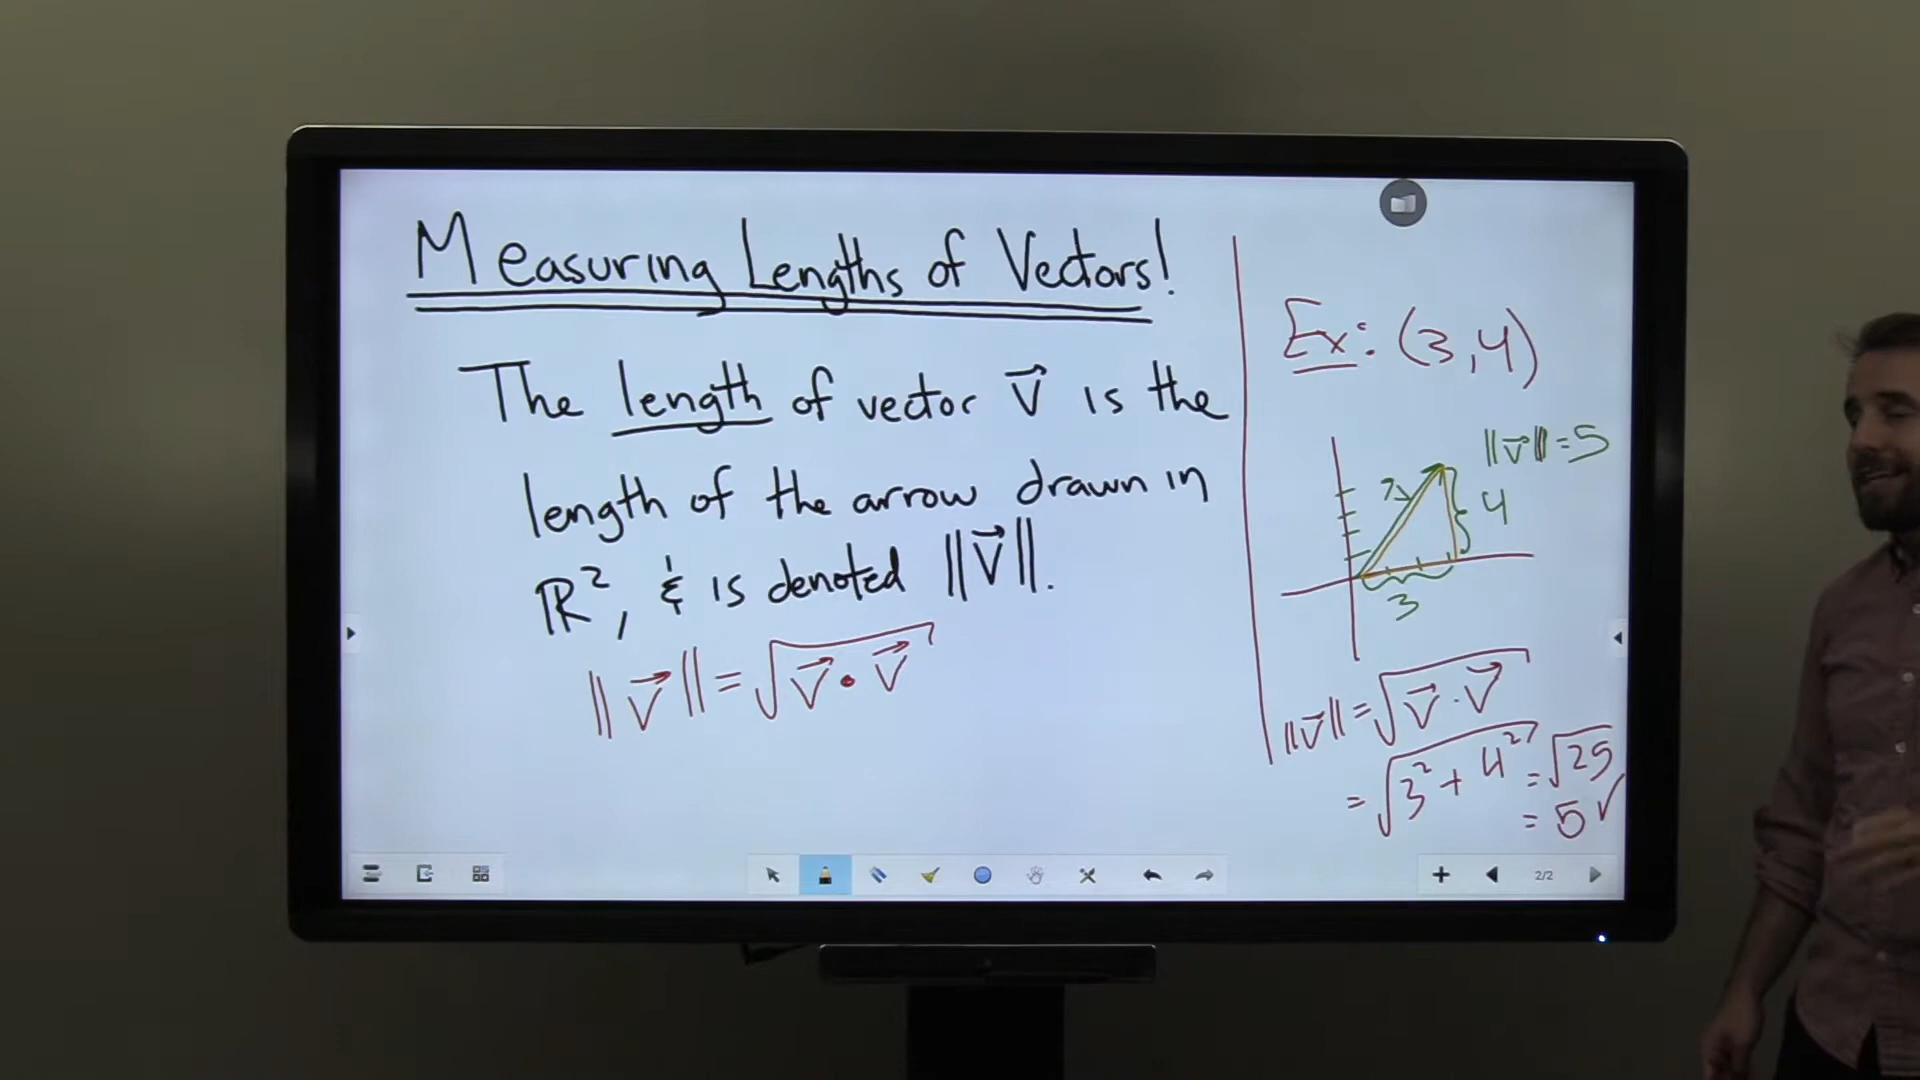 Measuring Lengths of Vectors!
The length of vector v⃗ is the
length of the arrow drawn in
ℝ², & is denoted ‖v⃗‖.
‖v⃗‖ = √(v⃗ · v⃗)
Ex: (3,4)
‖v⃗‖ = 5
v⃗
4
3
‖v⃗‖ = √(v⃗ · v⃗)
= √(3² + 4²) = √25
= 5 ✓
2/2